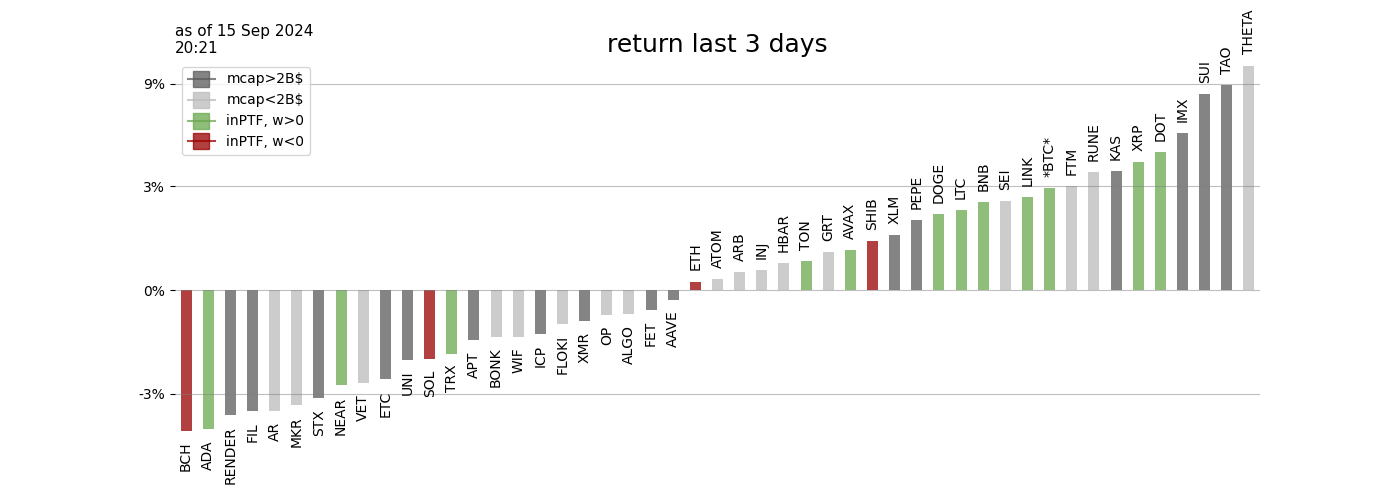 as of 15 Sep 2024
20:21
return last 3 days
mcap>2B$
mcap<2B$
inPTF, w>0
inPTF, w<0
9%
3%
0%
-3%
BCH
ADA
RENDER
FIL
AR
MKR
STX
NEAR
VET
ETC
UNI
SOL
TRX
APT
BONK
WIF
ICP
FLOKI
XMR
OP
ALGO
FET
AAVE
ETH
ATOM
ARB
INJ
HBAR
TON
GRT
AVAX
SHIB
XLM
PEPE
DOGE
LTC
BNB
SEI
LINK
*BTC*
FTM
RUNE
KAS
XRP
DOT
IMX
SUI
TAO
THETA